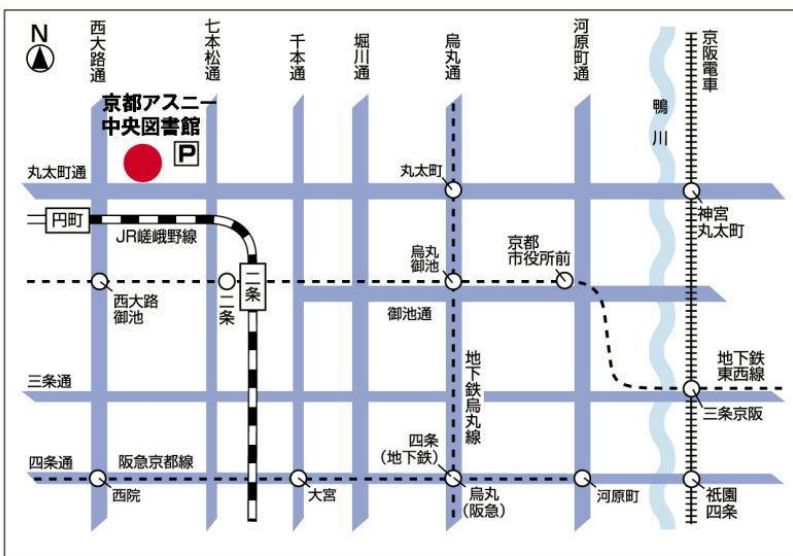 N
西大路通
七本松通
千本通
堀川通
烏丸通
河原町通
京阪電車
鴨川
京都アスニー
中央図書館
P
丸太町通
丸太町
神宮
丸太町
円町
JR嵯峨野線
二条
二条
西大路
御池
烏丸
御池
京都
市役所前
御池通
地下鉄烏丸線
地下鉄
東西線
三条通
三条京阪
四条通
阪急京都線
四条
(地下鉄)
西院
大宮
烏丸
(阪急)
河原町
祇園
四条